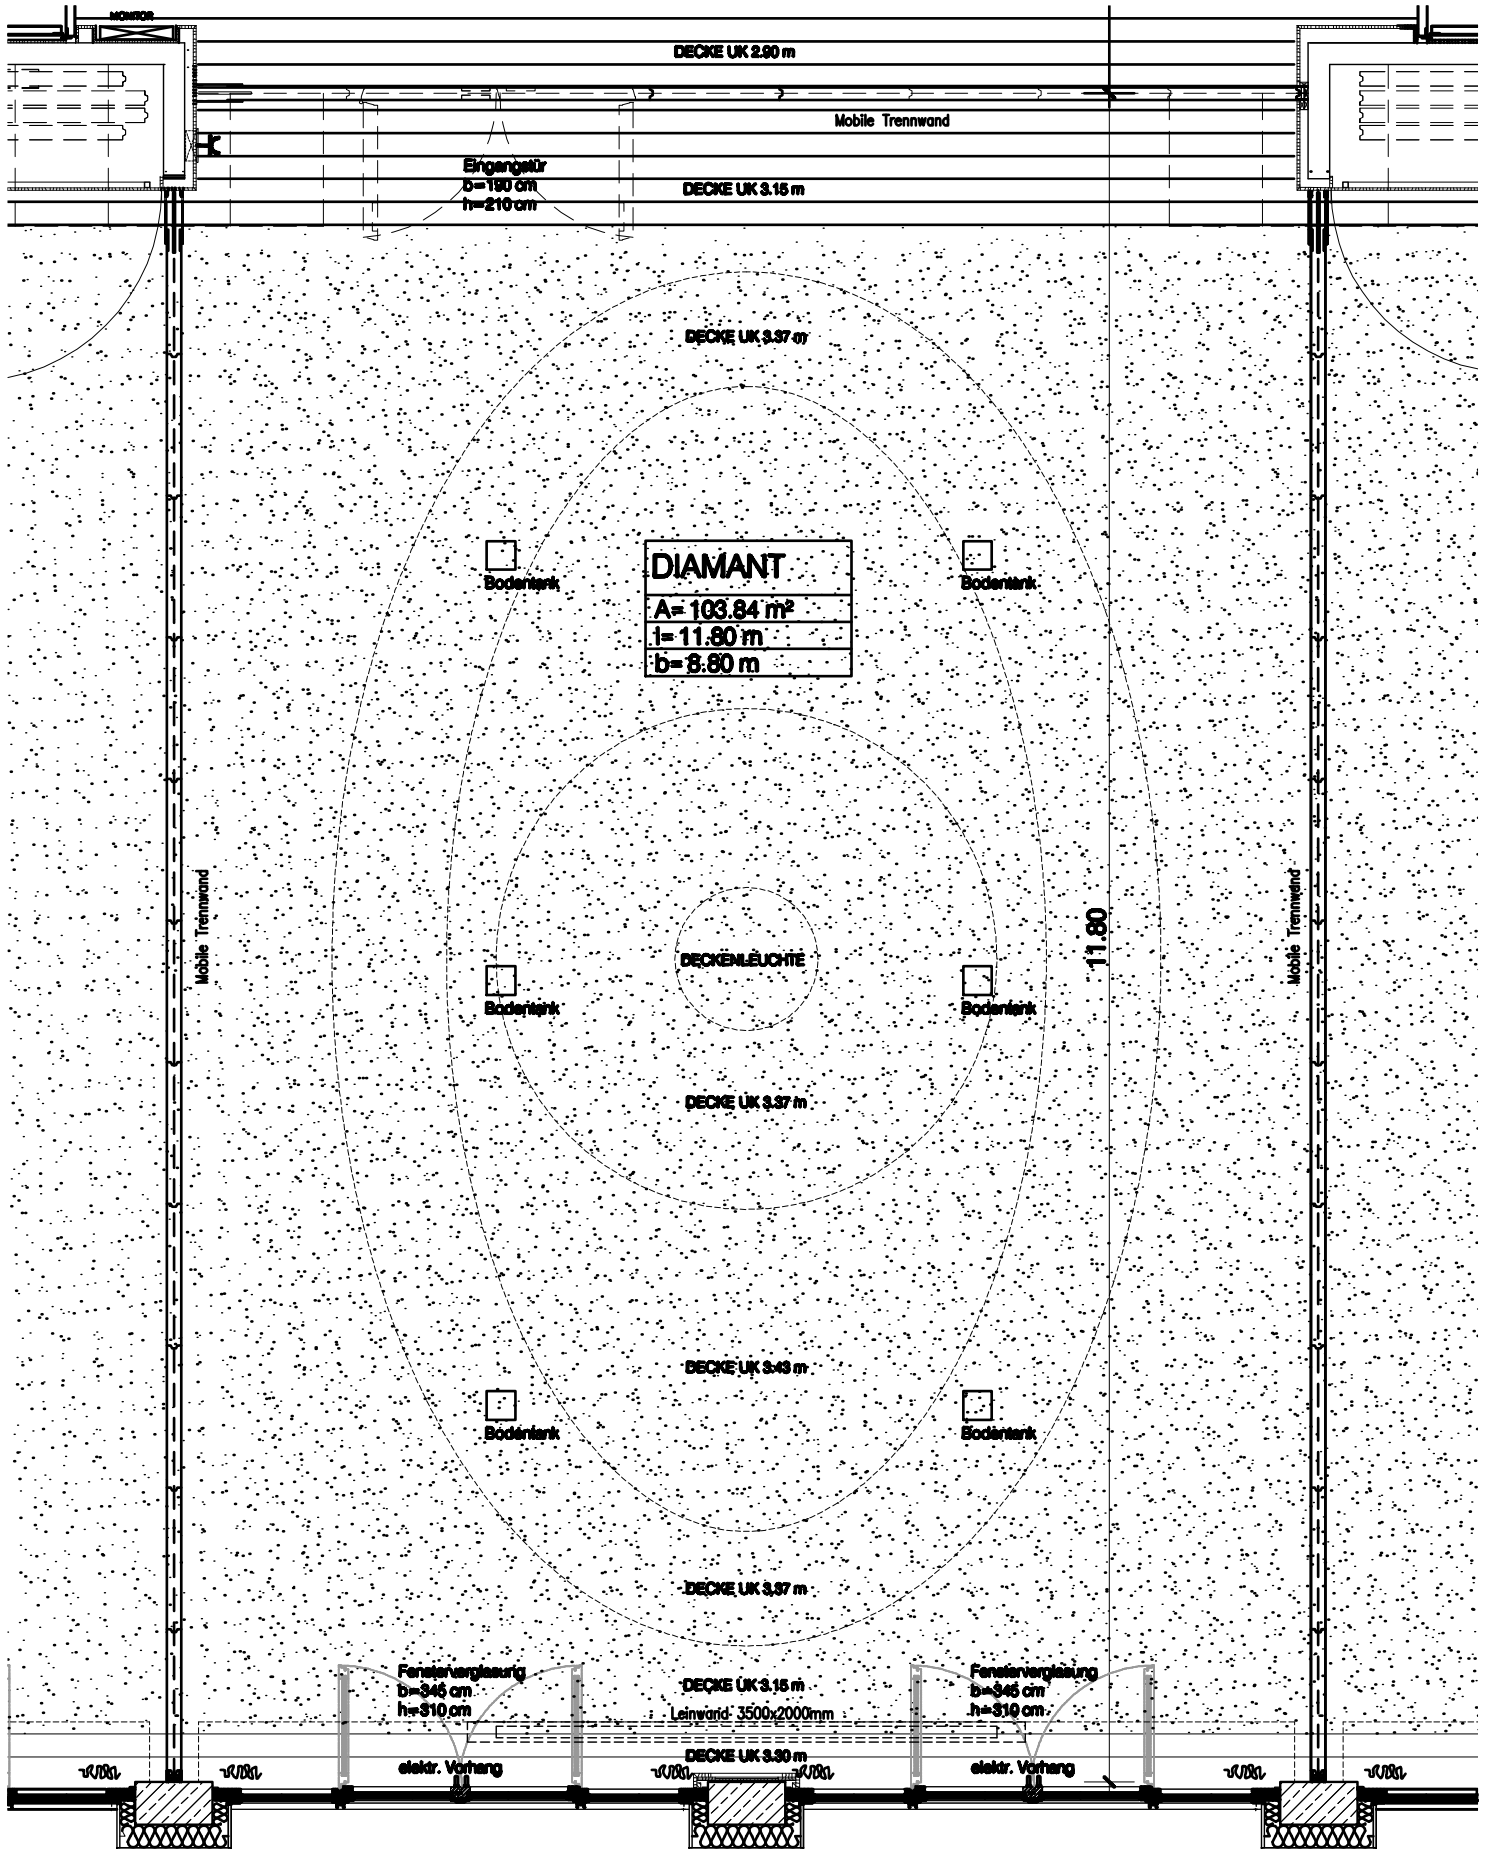 MONITOR
DECKE UK 2.90 m
Mobile Trennwand
Eingangstür
b=190 cm
h=210 cm
DECKE UK 3.15 m
DECKE UK 3.37 m
DIAMANT
A= 103.84 m²
l= 11.80 m
b= 8.80 m
Bodentank
Bodentank
Mobile Trennwand
11.80
Mobile Trennwand
DECKENLEUCHTE
Bodentank
Bodentank
DECKE UK 3.37 m
DECKE UK 3.43 m
Bodentank
Bodentank
DECKE UK 3.37 m
Fensterverglasung
b=345 cm
h=310 cm
DECKE UK 3.15 m
Leinwand 3500x2000mm
Fensterverglasung
b=345 cm
h=310 cm
elektr. Vorhang
DECKE UK 3.30 m
elektr. Vorhang